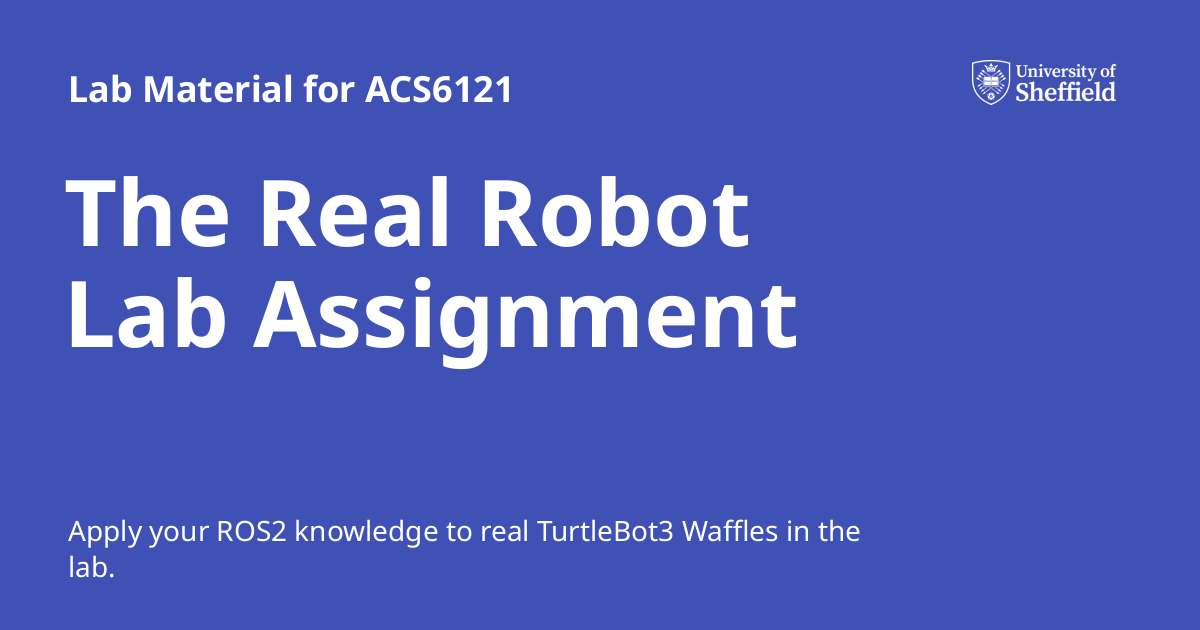 Lab Material for ACS6121
University of
Sheffield
The Real Robot
Lab Assignment
Apply your ROS2 knowledge to real TurtleBot3 Waffles in the
lab.